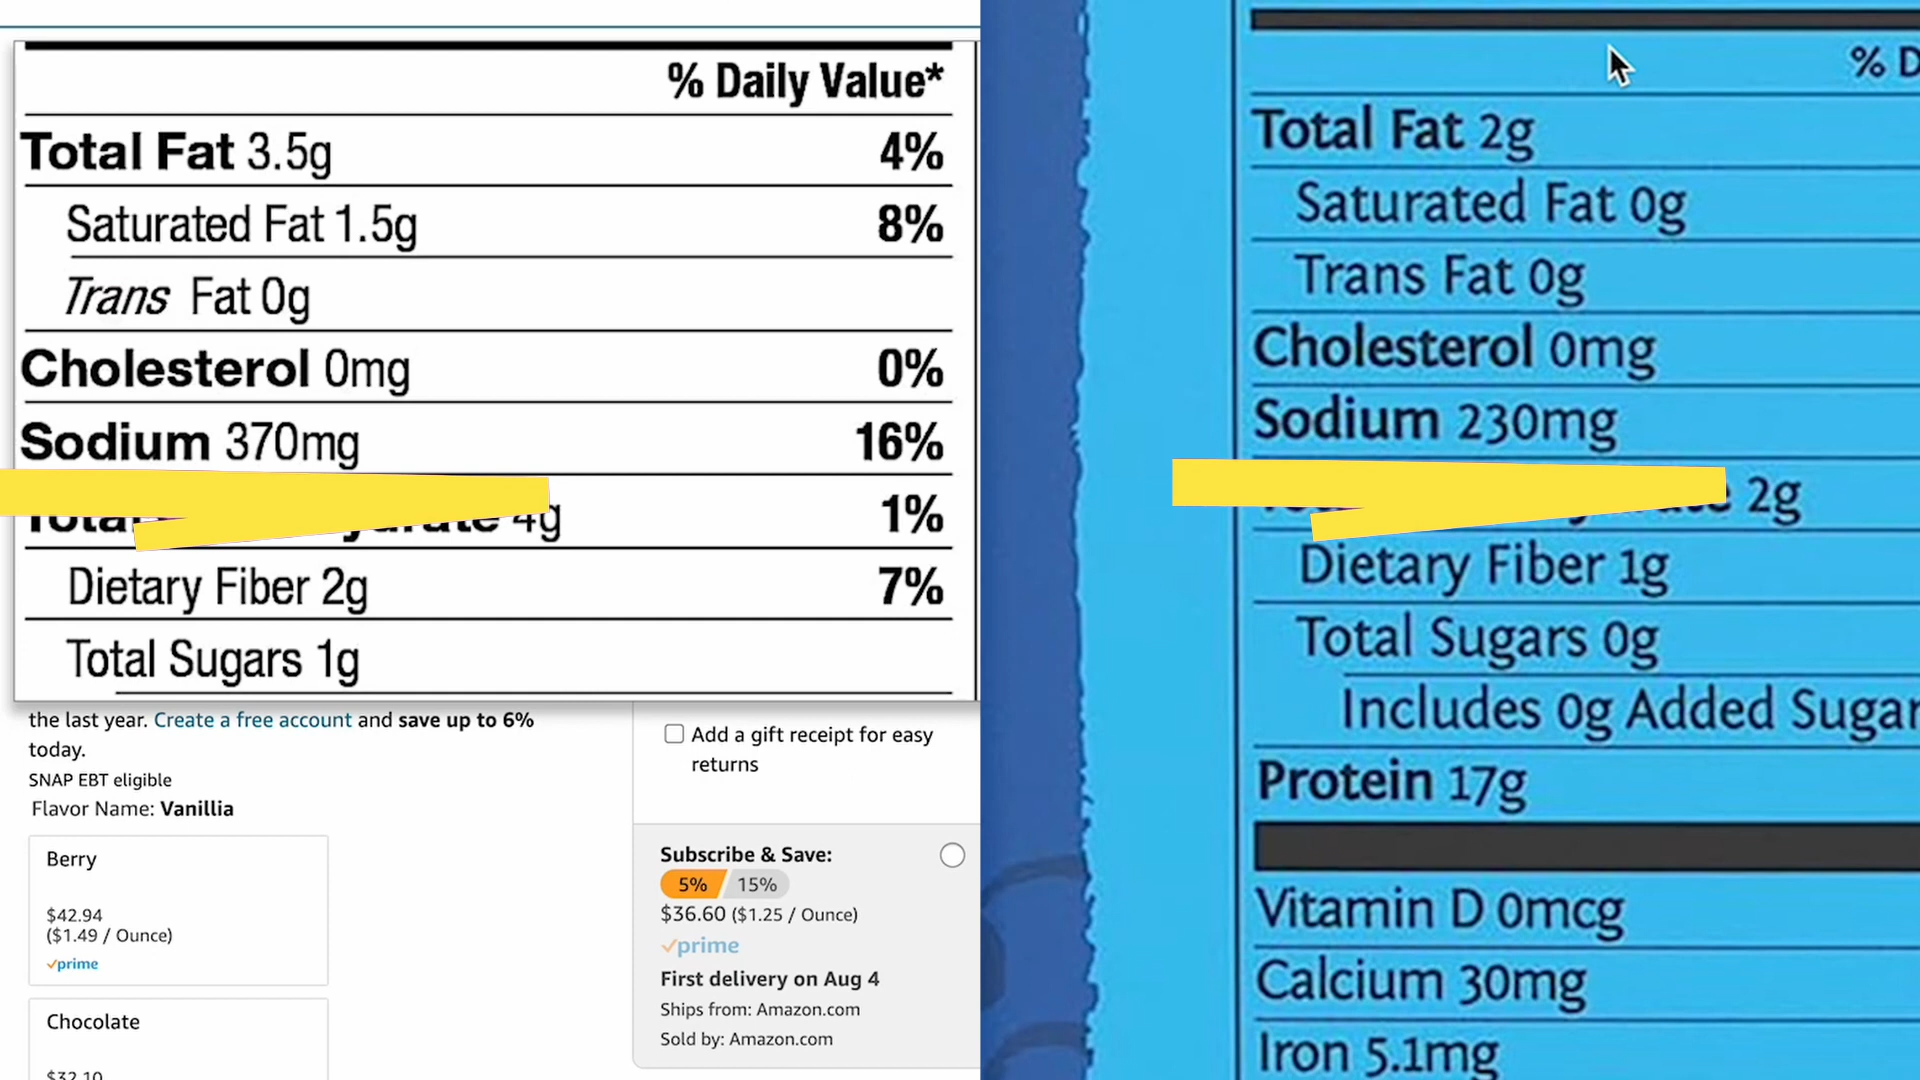 % Daily Value*
Total Fat 3.5g 4%
Saturated Fat 1.5g 8%
Trans Fat 0g
Cholesterol 0mg 0%
Sodium 370mg 16%
4g 1%
Dietary Fiber 2g 7%
Total Sugars 1g
the last year. Create a free account and save up to 6%
today.
SNAP EBT eligible
Flavor Name: Vanillia
Berry
$42.94
($1.49 / Ounce)
prime
Chocolate
$32.10
Add a gift receipt for easy
returns
Subscribe & Save:
5% 15%
$36.60 ($1.25 / Ounce)
prime
First delivery on Aug 4
Ships from: Amazon.com
Sold by: Amazon.com
% D
Total Fat 2g
Saturated Fat 0g
Trans Fat 0g
Cholesterol 0mg
Sodium 230mg
2g
Dietary Fiber 1g
Total Sugars 0g
Includes 0g Added Sugar
Protein 17g
Vitamin D 0mcg
Calcium 30mg
Iron 5.1mg